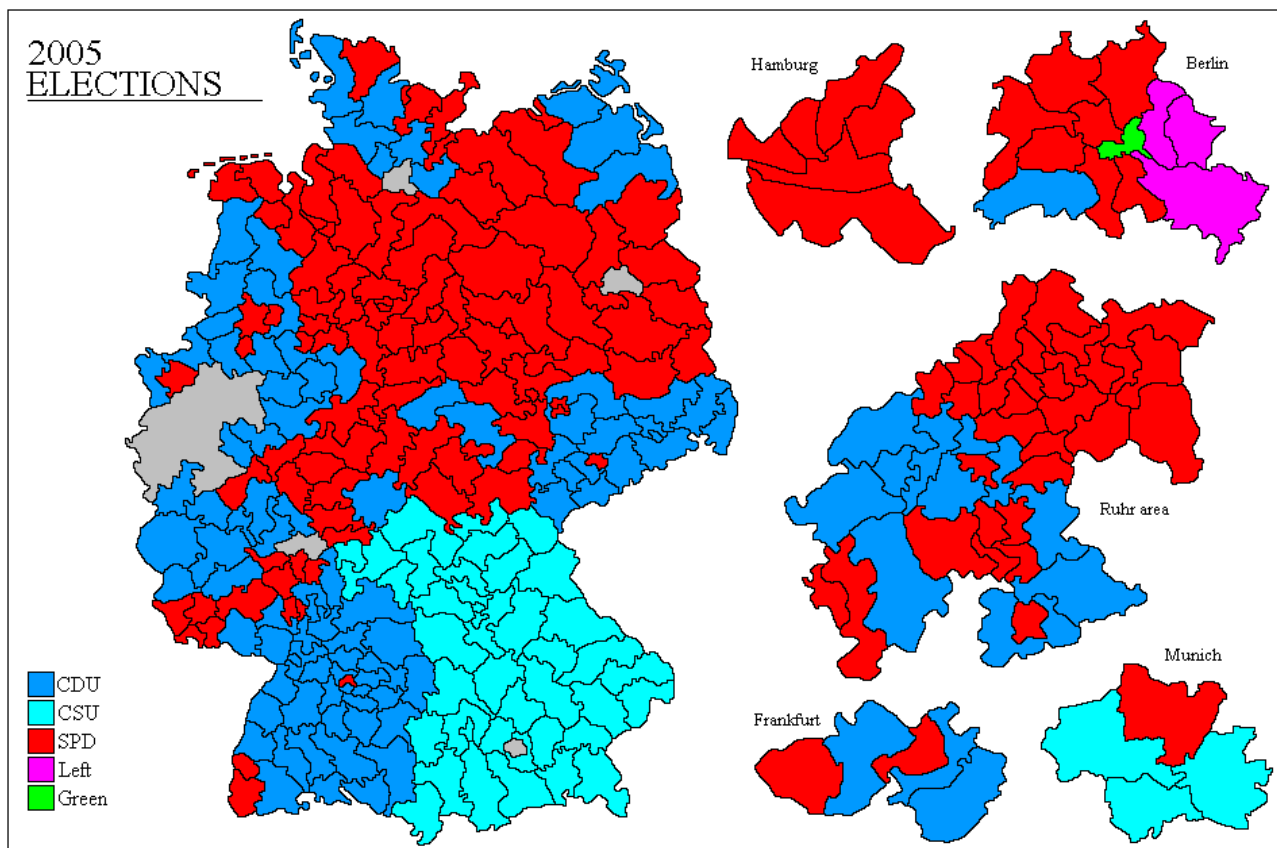 2005
ELECTIONS
Hamburg
Berlin
Ruhr area
Munich
Frankfurt
CDU
CSU
SPD
Left
Green